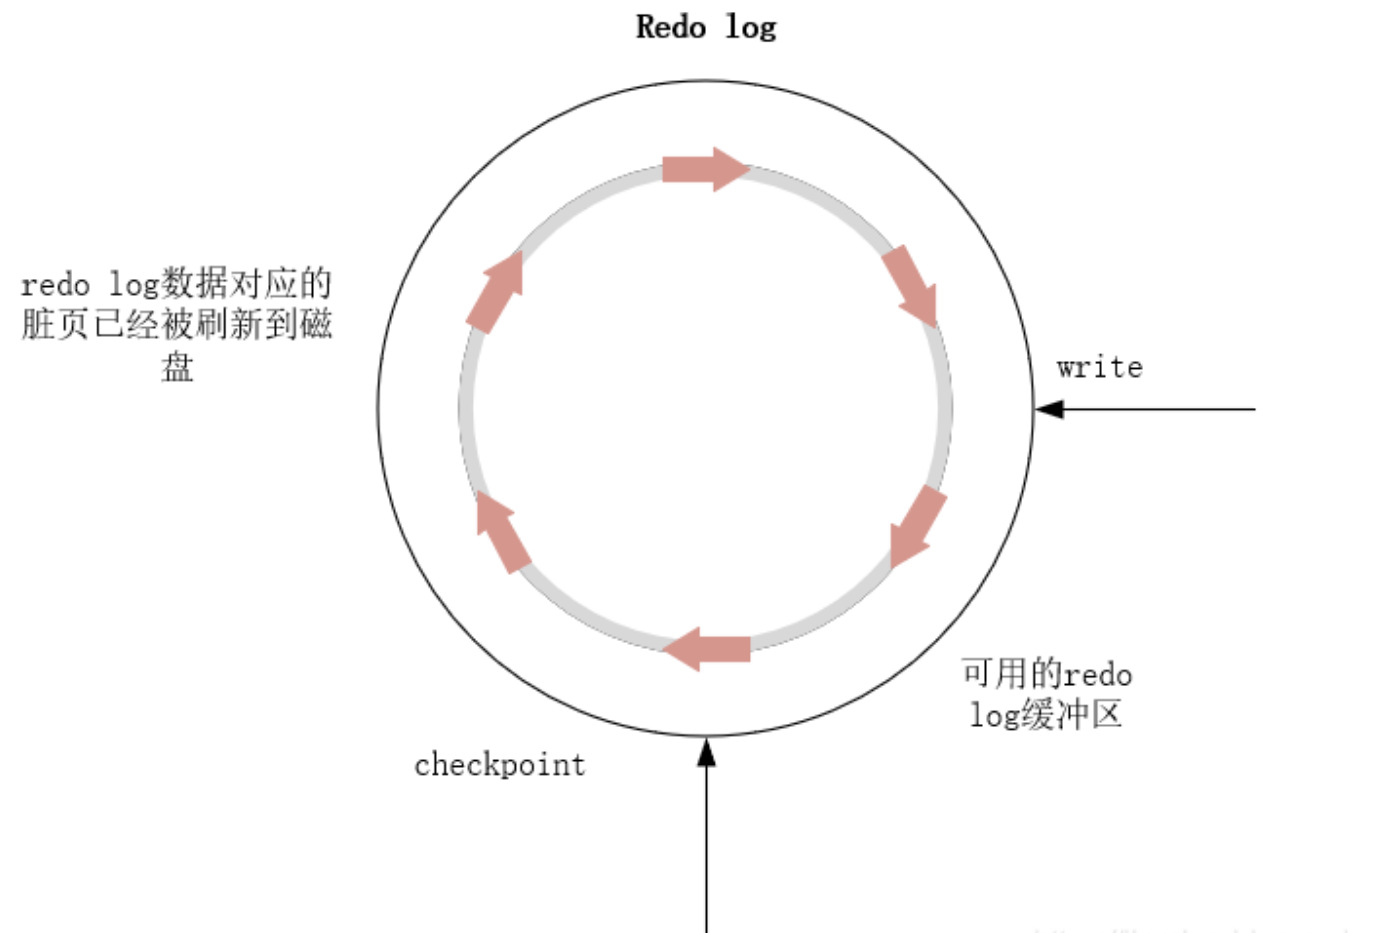 Redo log
redo log数据对应的
脏页已经被刷新到磁
盘
write
可用的redo
log缓冲区
checkpoint